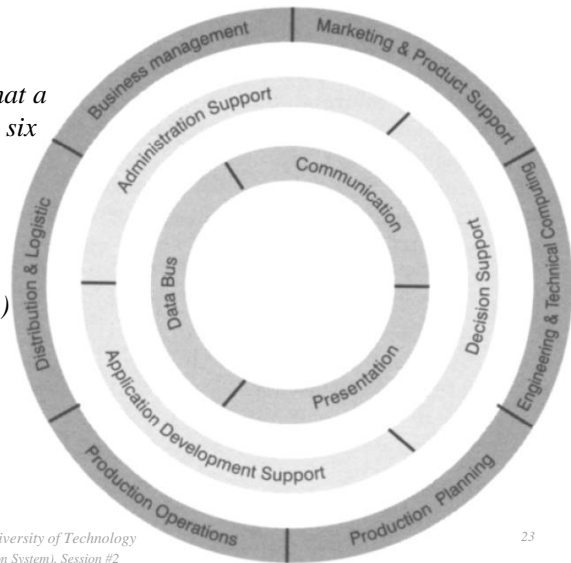 hat a
six
)
Business management
Marketing & Product Support
Engineering & Technical Computing
Production Planning
Production Operations
Distribution & Logistic
Administration Support
Decision Support
Application Development Support
Communication
Presentation
Data Bus
iversity of Technology
on System), Session #2
23